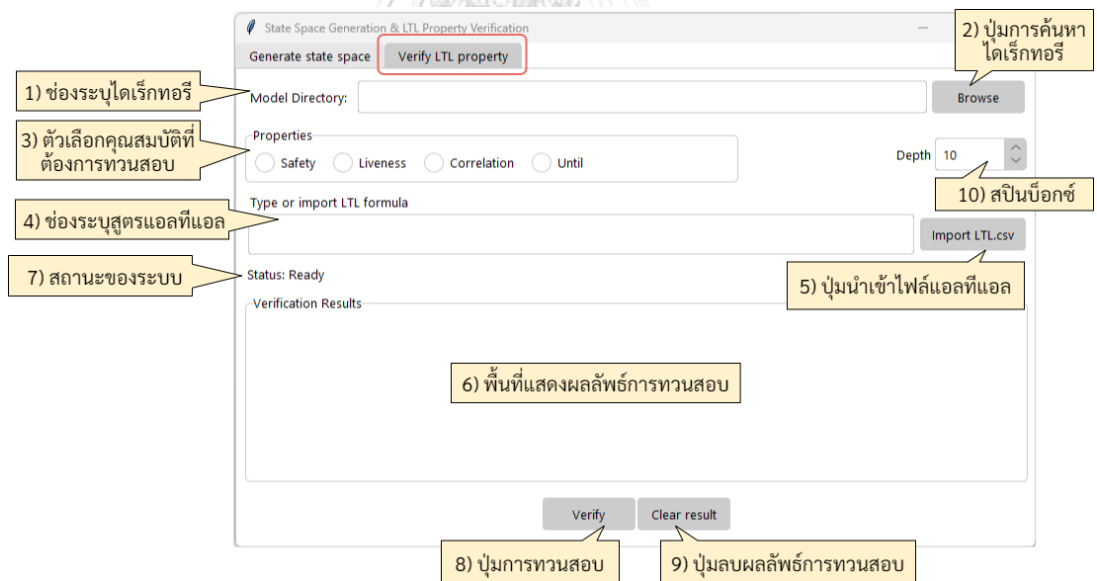 State Space Generation & LTL Property Verification
Generate state space
Verify LTL property
2) ปุ่มการค้นหา
ไดเร็กทอรี
1) ช่องระบุไดเร็กทอรี
Model Directory:
Browse
3) ตัวเลือกคุณสมบัติที่
ต้องการทวนสอบ
Properties
Safety
Liveness
Correlation
Until
Depth
10
10) สปินบ็อกซ์
4) ช่องระบุสูตรแอลทีแอล
Type or import LTL formula
Import LTL.csv
5) ปุ่มนำเข้าไฟล์แอลทีแอล
7) สถานะของระบบ
Status: Ready
Verification Results
6) พื้นที่แสดงผลลัพธ์การทวนสอบ
Verify
Clear result
8) ปุ่มการทวนสอบ
9) ปุ่มลบผลลัพธ์การทวนสอบ